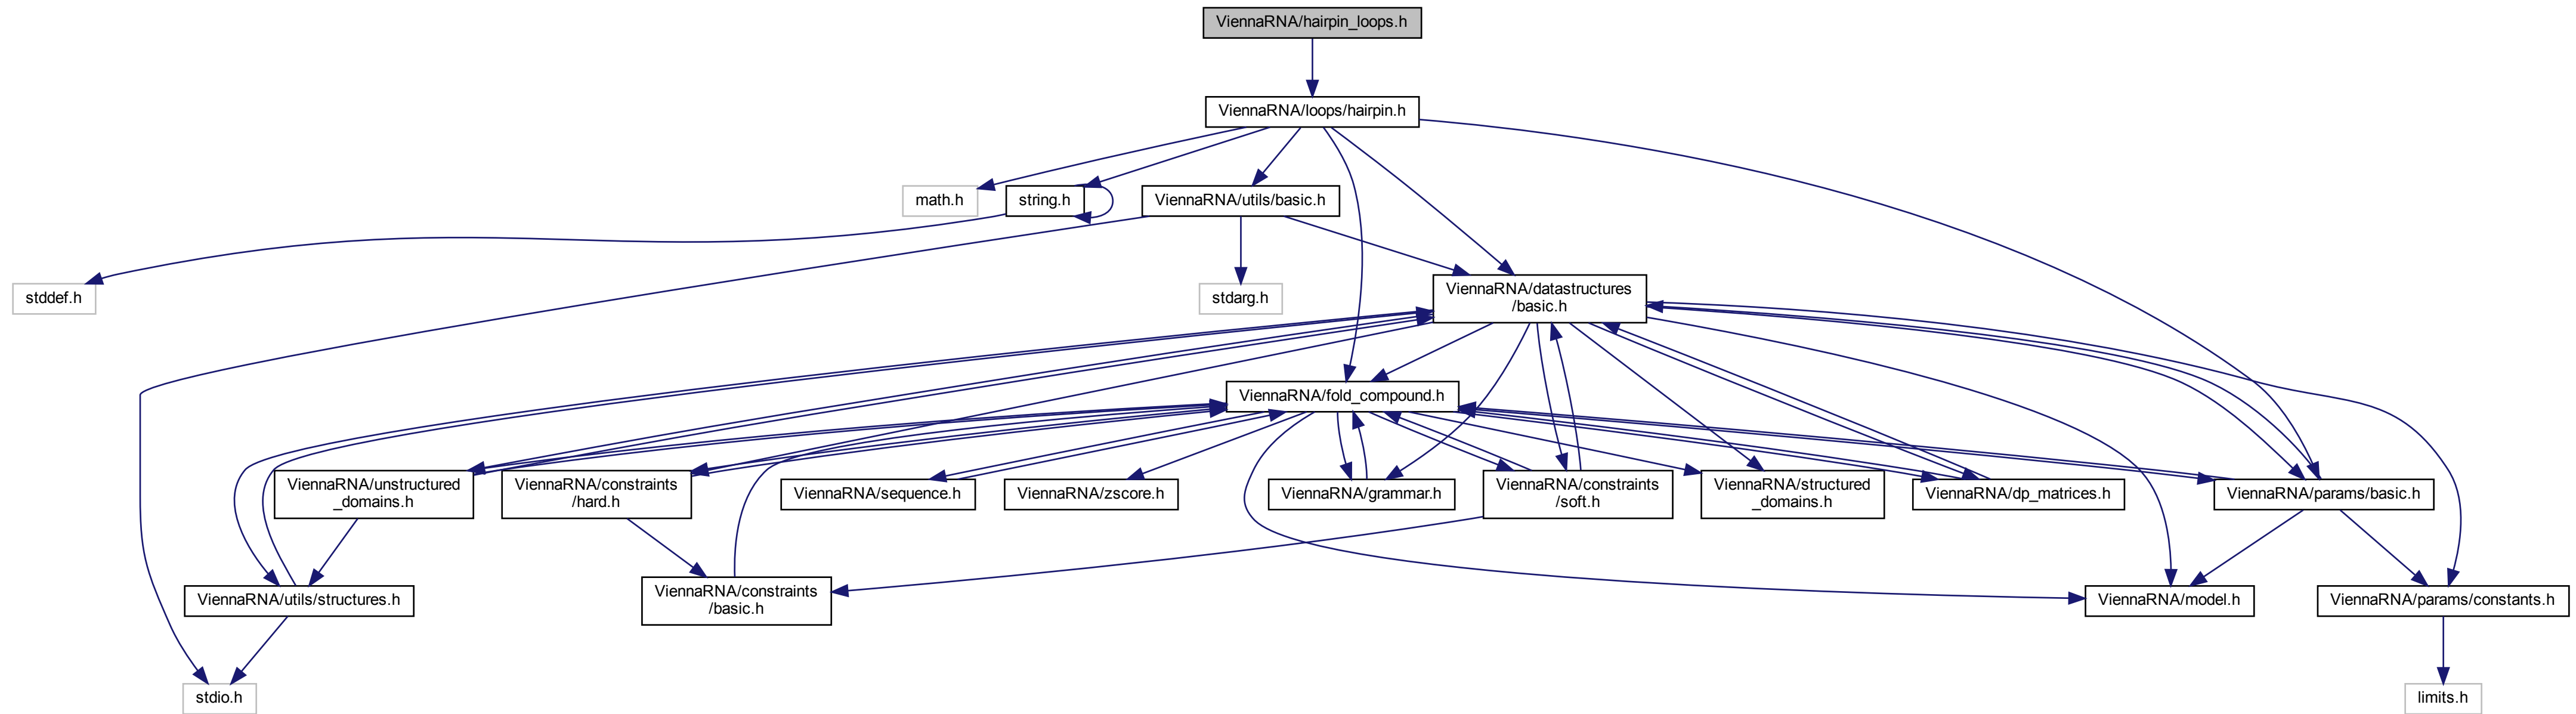 ViennaRNA/hairpin_loops.h
ViennaRNA/loops/hairpin.h
math.h
string.h
ViennaRNA/utils/basic.h
stddef.h
stdarg.h
ViennaRNA/datastructures
/basic.h
ViennaRNA/fold_compound.h
ViennaRNA/unstructured
_domains.h
ViennaRNA/constraints
/hard.h
ViennaRNA/sequence.h
ViennaRNA/zscore.h
ViennaRNA/grammar.h
ViennaRNA/constraints
/soft.h
ViennaRNA/structured
_domains.h
ViennaRNA/dp_matrices.h
ViennaRNA/params/basic.h
ViennaRNA/utils/structures.h
ViennaRNA/constraints
/basic.h
ViennaRNA/model.h
ViennaRNA/params/constants.h
stdio.h
limits.h